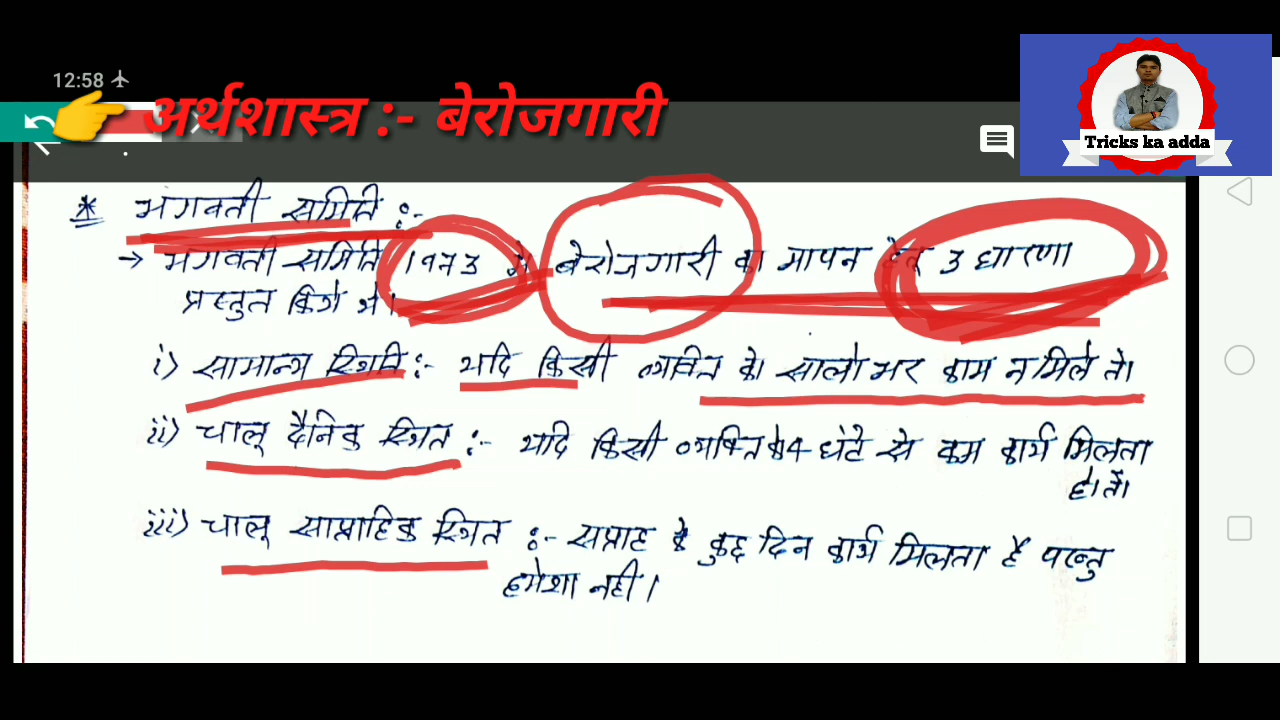 12:58
अर्थशास्त्र :- बेरोजगारी
Tricks ka adda
* भगवती समिति :-
→ भगवती समिति 1973 में बेरोजगारी का मापन हेतू 3 धारणा
प्रस्तुत किये थे।
i) सामान्य स्थिति :- यदि किसी व्यक्ति को सालो भर काम न मिले तो।
ii) चालू दैनिक स्थित :- यदि किसी व्यक्ति को 4 घंटे से कम कार्य मिलता
हो तो।
iii) चालू साप्ताहिक स्थित :- सप्ताह के कुछ दिन कार्य मिलता है परन्तु
हमेशा नहीं।